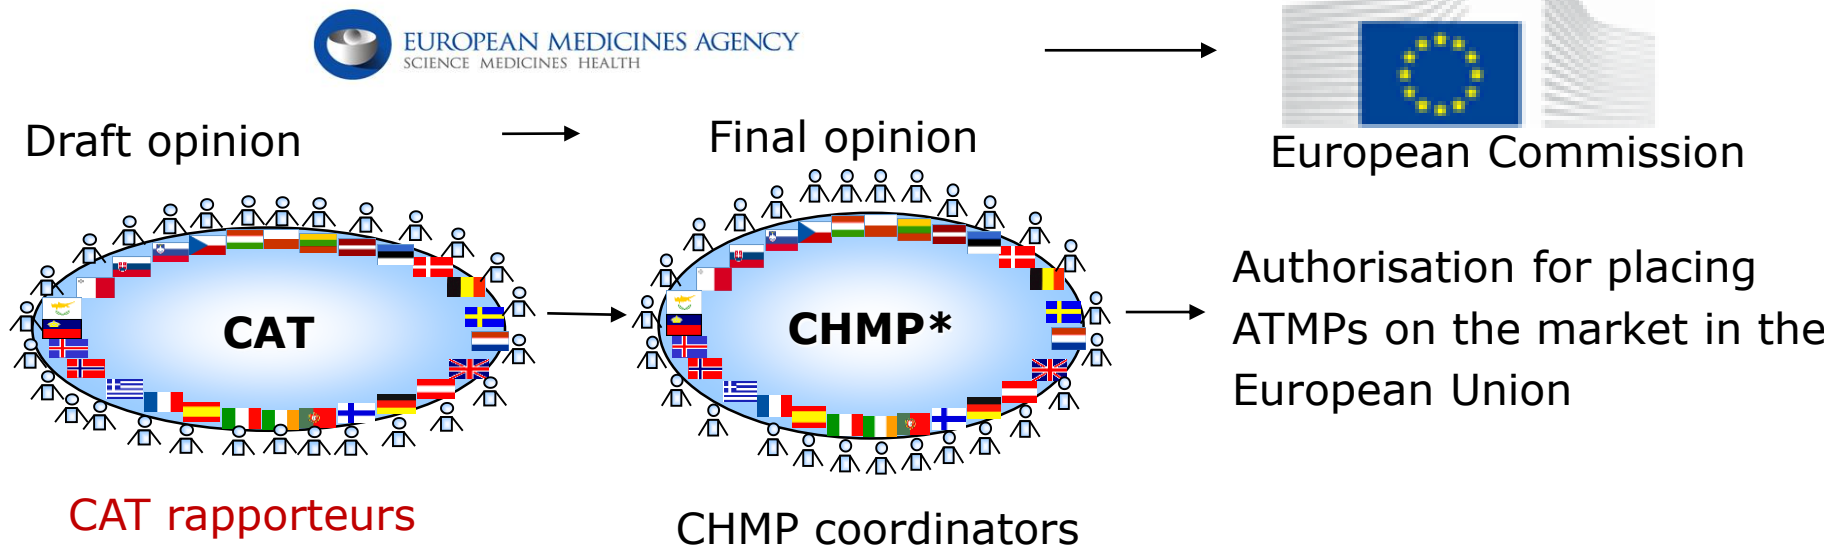 EUROPEAN MEDICINES AGENCY
SCIENCE MEDICINES HEALTH
Draft opinion
Final opinion
European Commission
CAT
CHMP*
Authorisation for placing
ATMPs on the market in the
European Union
CAT rapporteurs
CHMP coordinators